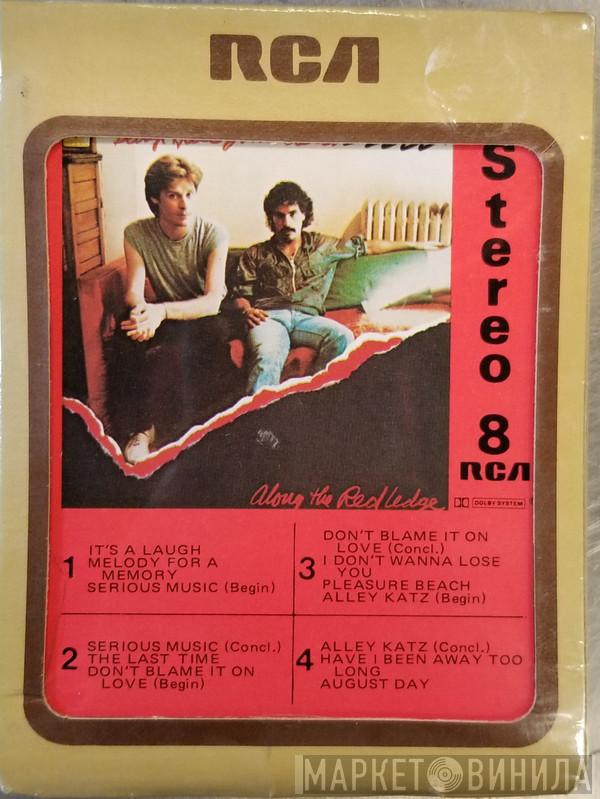 RCA
Stereo 8
RCA
Along the Red Ledge
DOLBY SYSTEM
1
IT'S A LAUGH
MELODY FOR A
MEMORY
SERIOUS MUSIC (Begin)
2
SERIOUS MUSIC (Concl.)
THE LAST TIME
DON'T BLAME IT ON
LOVE (Begin)
3
DON'T BLAME IT ON
LOVE (Concl.)
I DON'T WANNA LOSE
YOU
PLEASURE BEACH
ALLEY KATZ (Begin)
4
ALLEY KATZ (Concl.)
HAVE I BEEN AWAY TOO
LONG
AUGUST DAY
МАРКЕТ ВИНИЛА